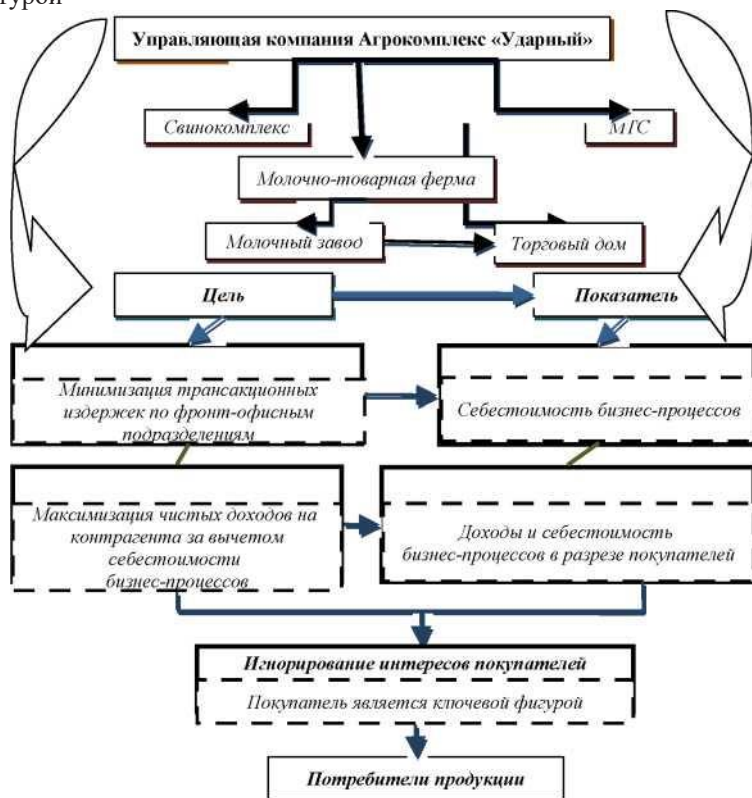 турой
Управляющая компания Агрокомплекс «Ударный»
Свинокомплекс
МТС
Молочно-товарная ферма
Молочный завод
Торговый дом
Цель
Показатель
Минимизация трансакционных
издержек по фронт-офисным
подразделениям
Себестоимость бизнес-процессов
Максимизация чистых доходов на
контрагента за вычетом
себестоимости
бизнес-процессов
Доходы и себестоимость
бизнес-процессов в разрезе покупателей
Игнорирование интересов покупателей
Покупатель является ключевой фигурой
Потребители продукции